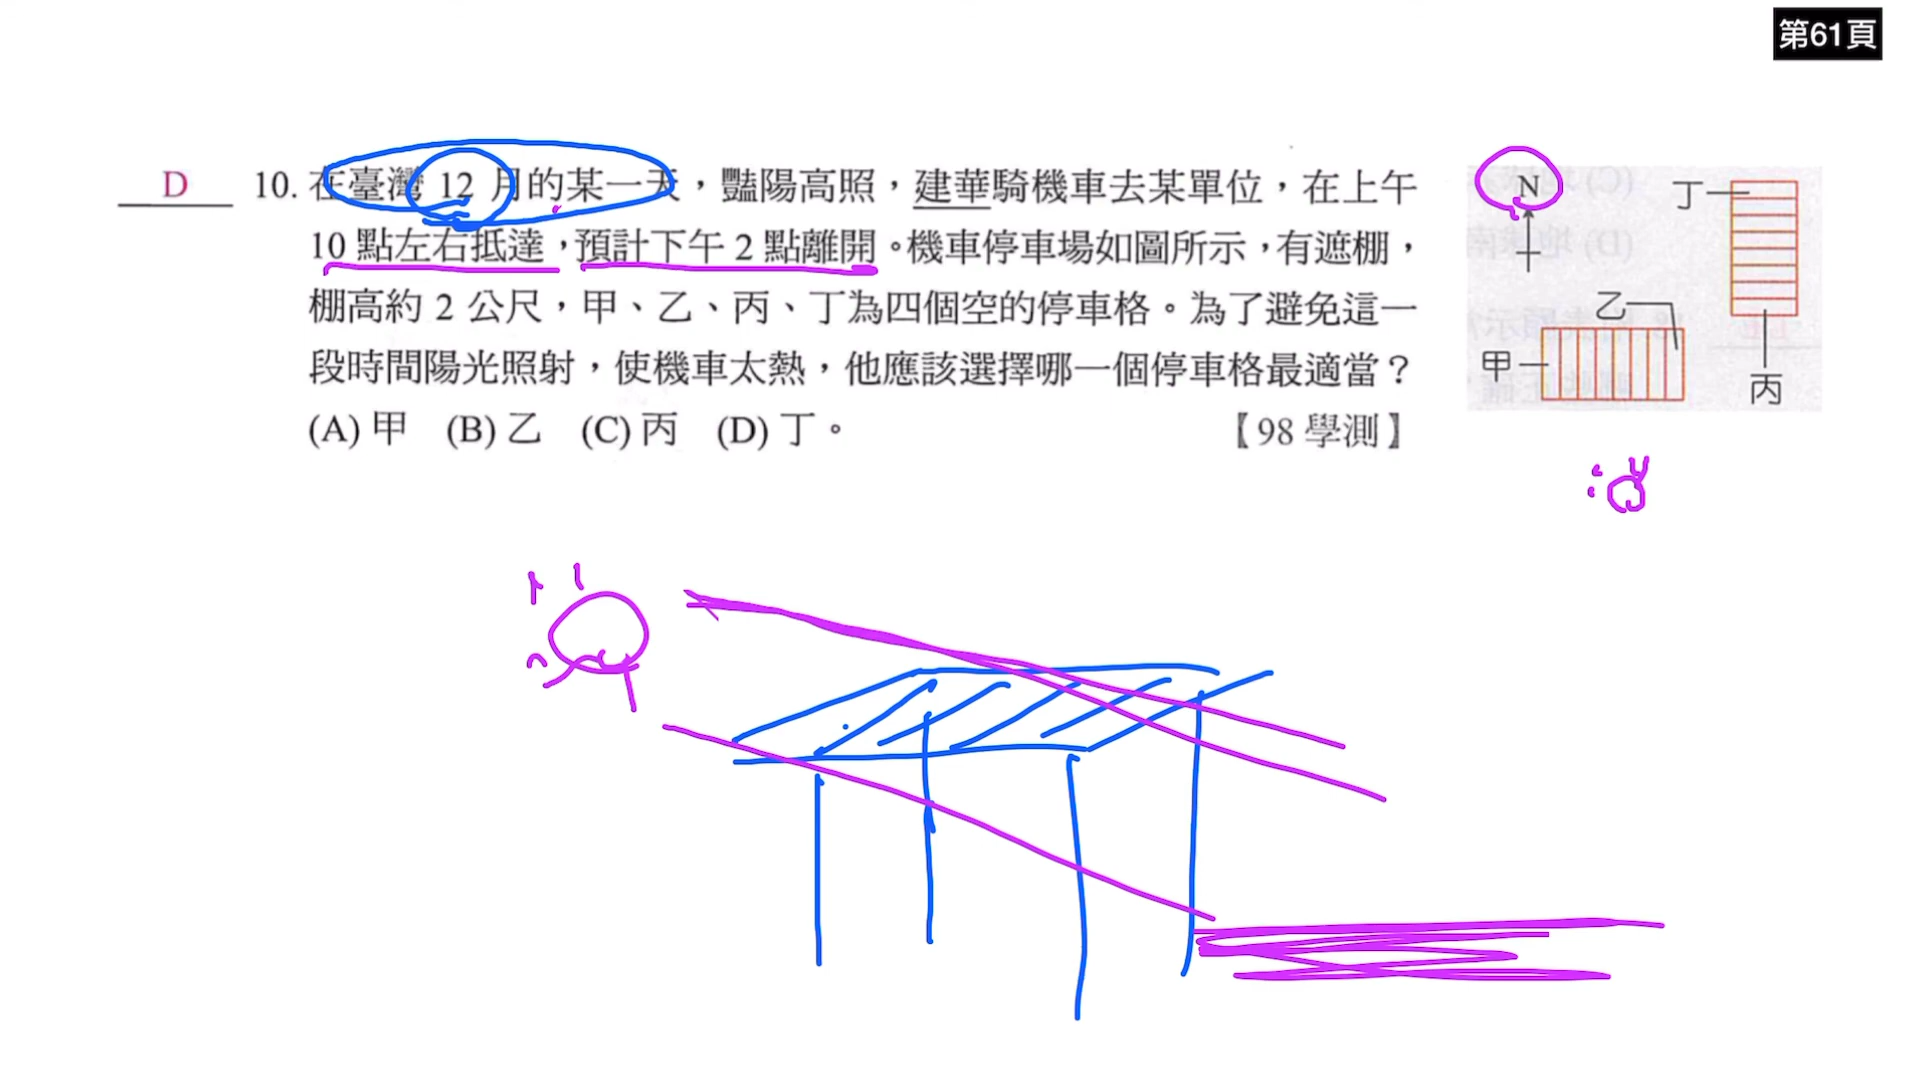 第61頁
D 10. 在臺灣 12 月的某一天，豔陽高照，建華騎機車去某單位，在上午
10 點左右抵達，預計下午 2 點離開。機車停車場如圖所示，有遮棚，
棚高約 2 公尺，甲、乙、丙、丁為四個空的停車格。為了避免這一
段時間陽光照射，使機車太熱，他應該選擇哪一個停車格最適當？
(A) 甲 (B) 乙 (C) 丙 (D) 丁。 【98 學測】
N
丁
乙
甲
丙